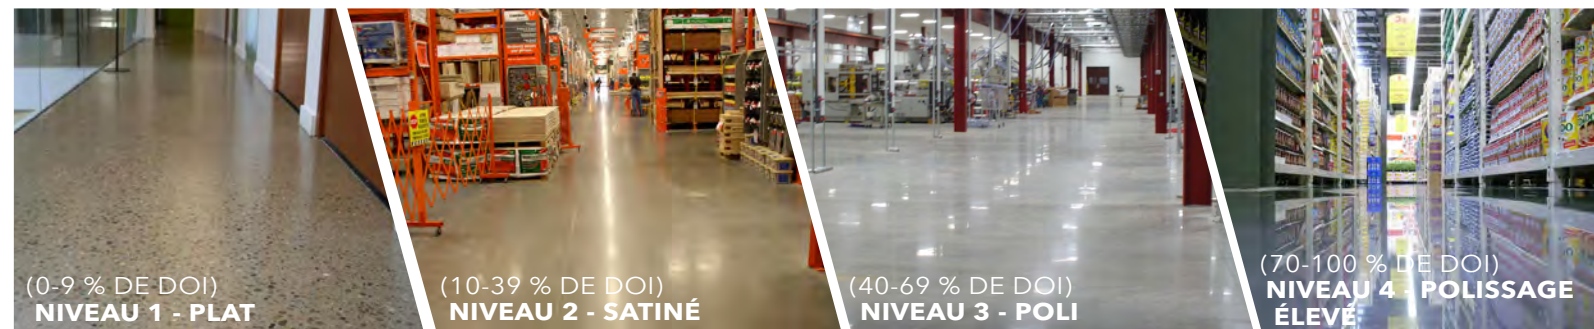 (0-9 % DE DOI)
NIVEAU 1 - PLAT
(10-39 % DE DOI)
NIVEAU 2 - SATINÉ
(40-69 % DE DOI)
NIVEAU 3 - POLI
(70-100 % DE DOI)
NIVEAU 4 - POLISSAGE
ÉLEVÉ